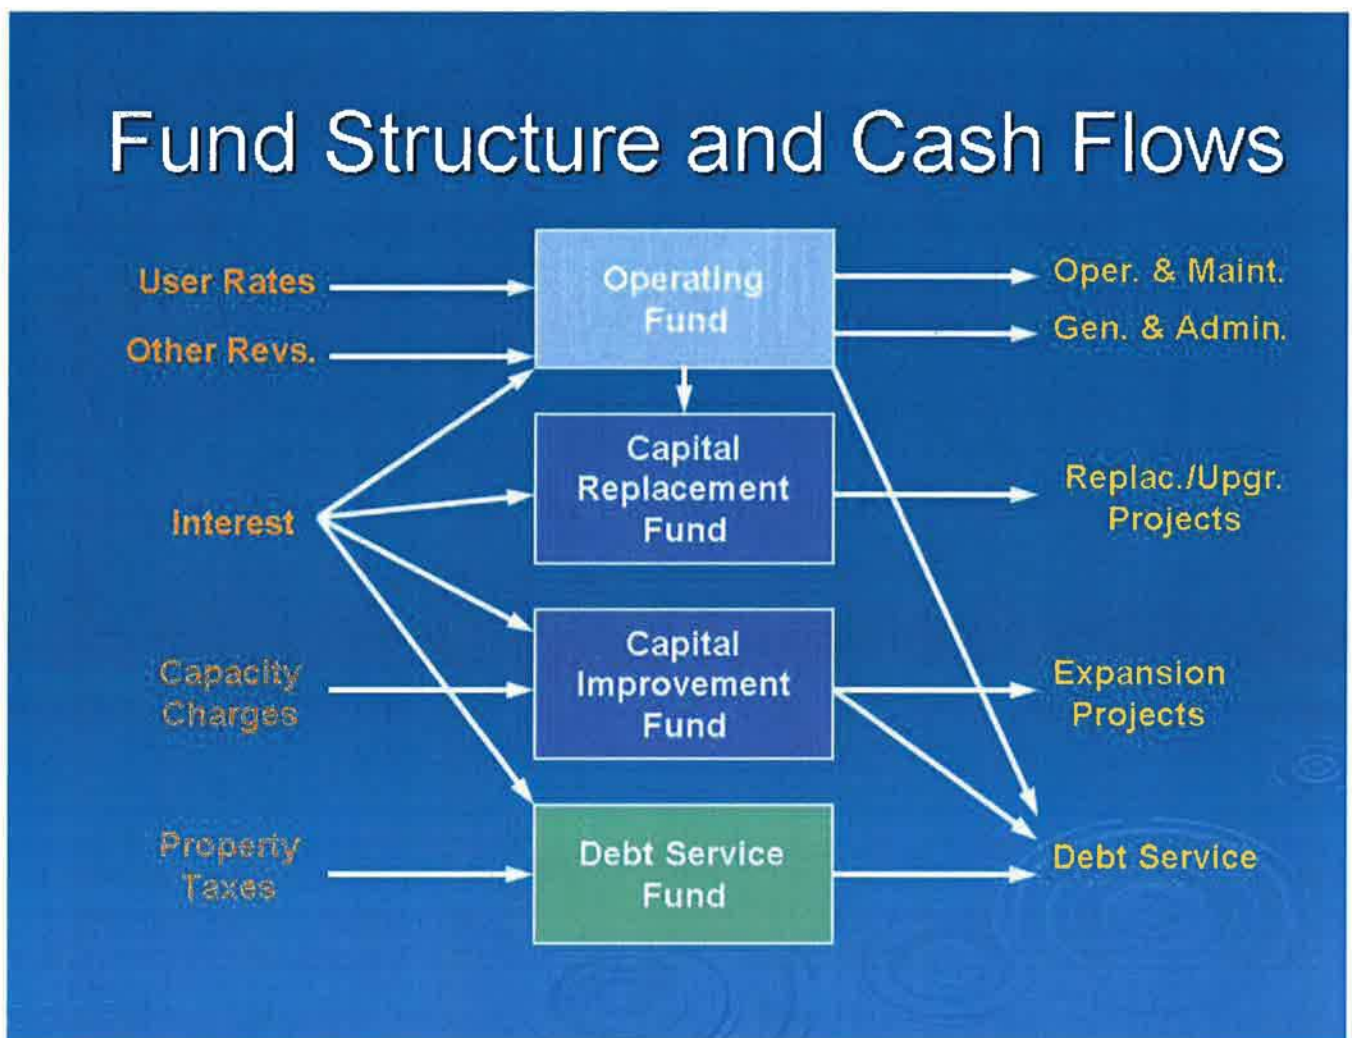 Fund Structure and Cash Flows
User Rates
Other Revs.
Interest
Capacity
Charges
Property
Taxes
Operating
Fund
Capital
Replacement
Fund
Capital
Improvement
Fund
Debt Service
Fund
Oper. & Maint.
Gen. & Admin.
Replac./Upgr.
Projects
Expansion
Projects
Debt Service